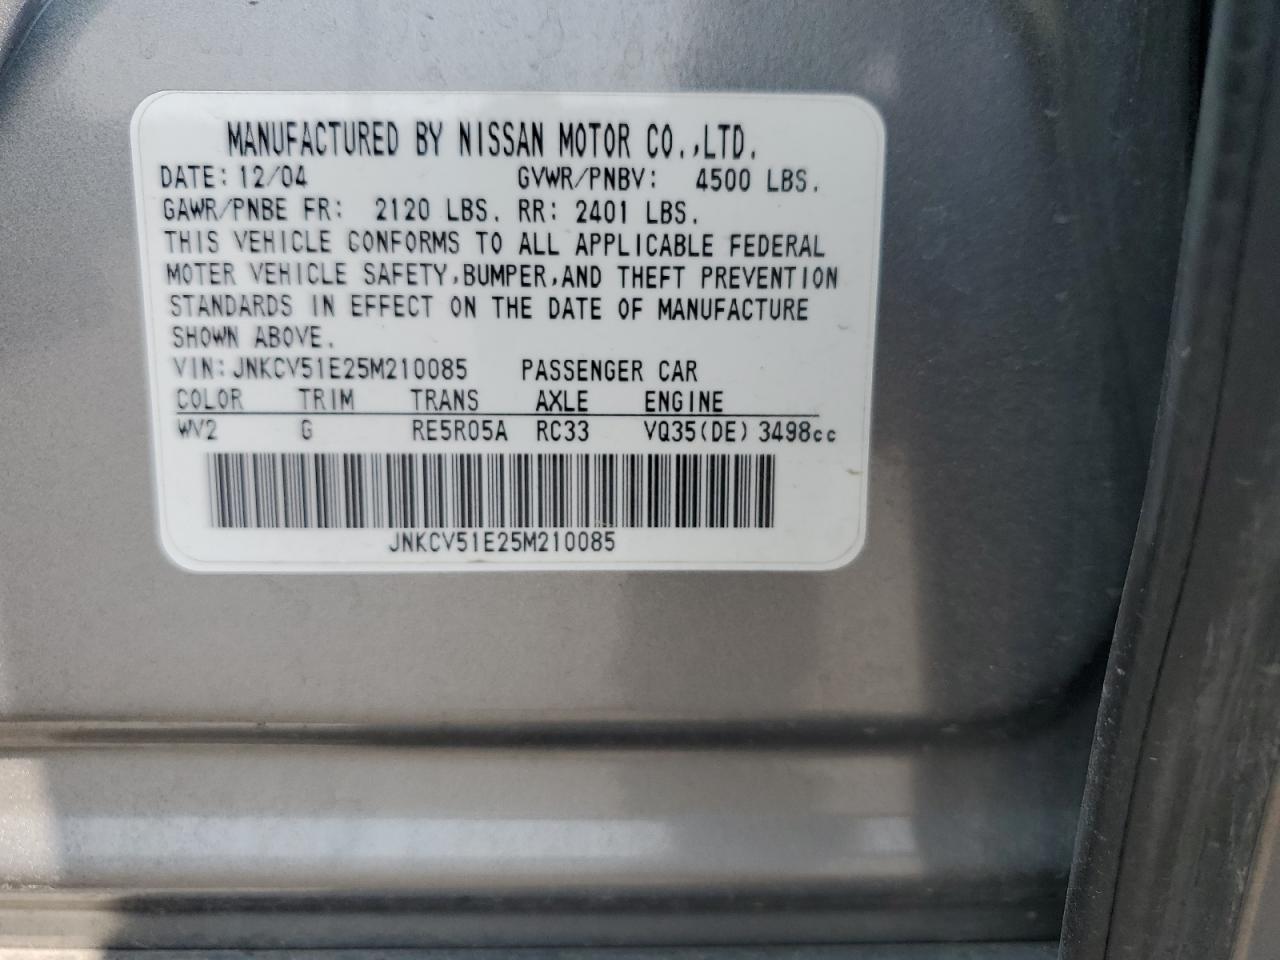 MANUFACTURED BY NISSAN MOTOR CO.,LTD.
DATE: 12/04 GVWR/PNBV: 4500 LBS.
GAWR/PNBE FR: 2120 LBS. RR: 2401 LBS.
THIS VEHICLE CONFORMS TO ALL APPLICABLE FEDERAL
MOTER VEHICLE SAFETY,BUMPER,AND THEFT PREVENTION
STANDARDS IN EFFECT ON THE DATE OF MANUFACTURE
SHOWN ABOVE.
VIN: JNKCV51E25M210085 PASSENGER CAR
COLOR TRIM TRANS AXLE ENGINE
WV2 G RE5R05A RC33 VQ35(DE) 3498cc
JNKCV51E25M210085